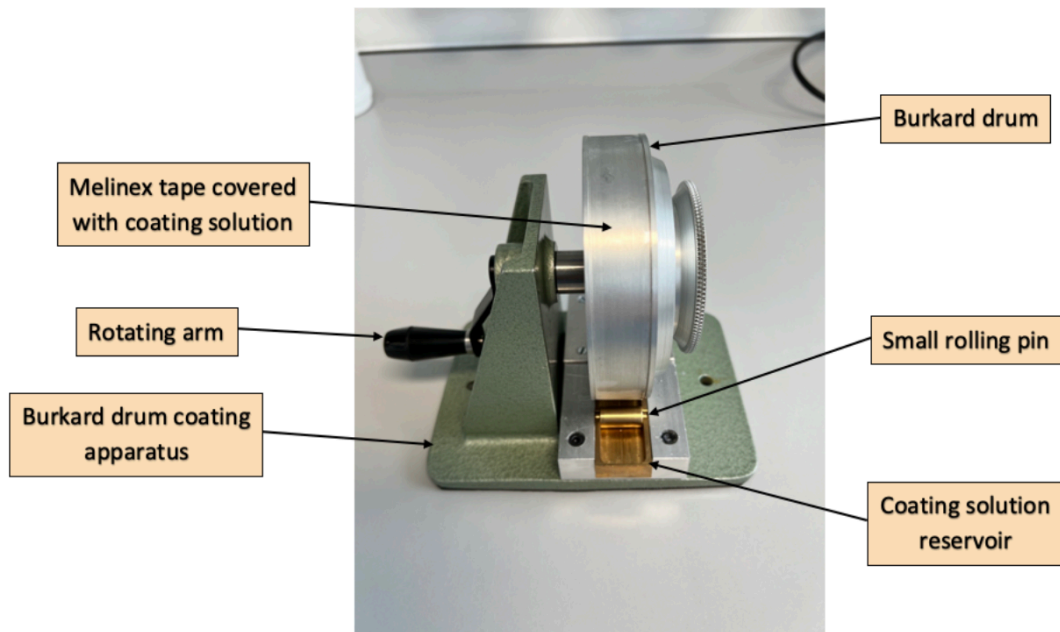 Burkard drum
Melinex tape covered
with coating solution
Rotating arm
Small rolling pin
Burkard drum coating
apparatus
Coating solution
reservoir